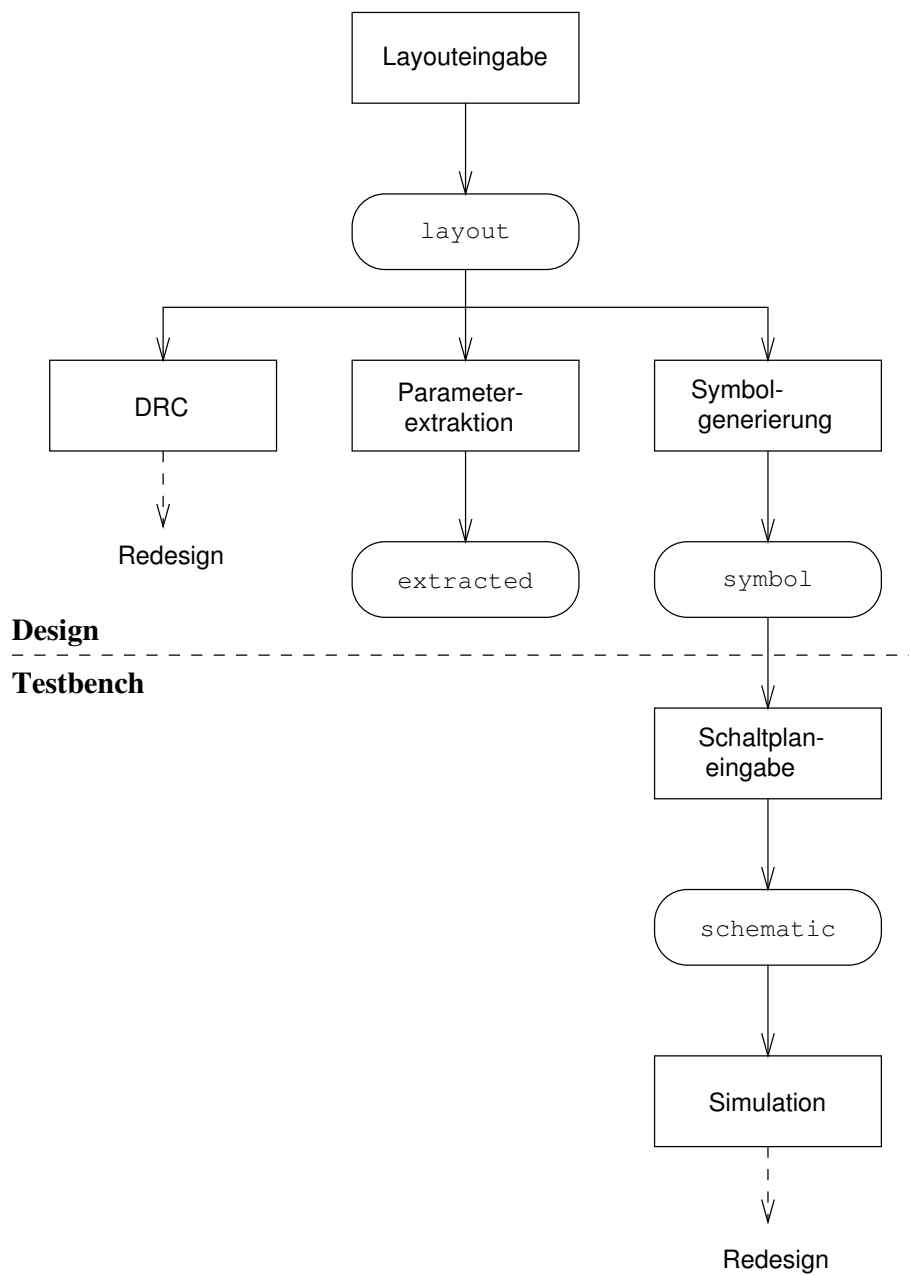 Layouteingabe
layout
DRC
Parameter-
extraktion
Symbol-
generierung
Redesign
extracted
symbol
Design
Testbench
Schaltplan-
eingabe
schematic
Simulation
Redesign